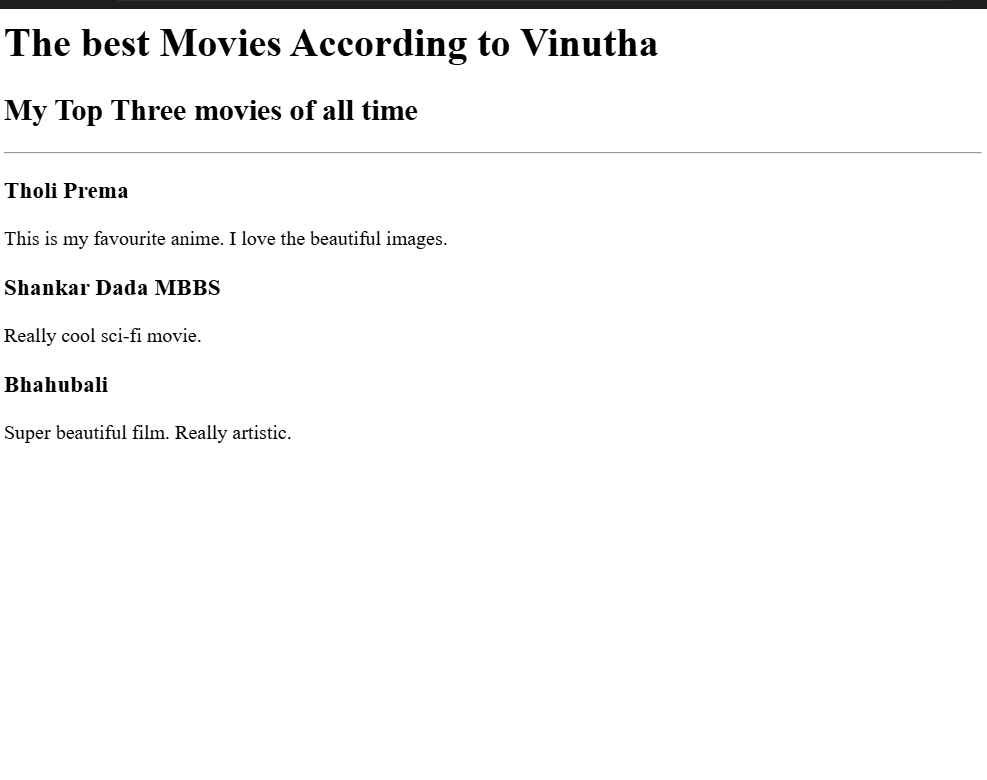 The best Movies According to Vinutha
My Top Three movies of all time
Tholi Prema
This is my favourite anime. I love the beautiful images.
Shankar Dada MBBS
Really cool sci-fi movie.
Bhahubali
Super beautiful film. Really artistic.